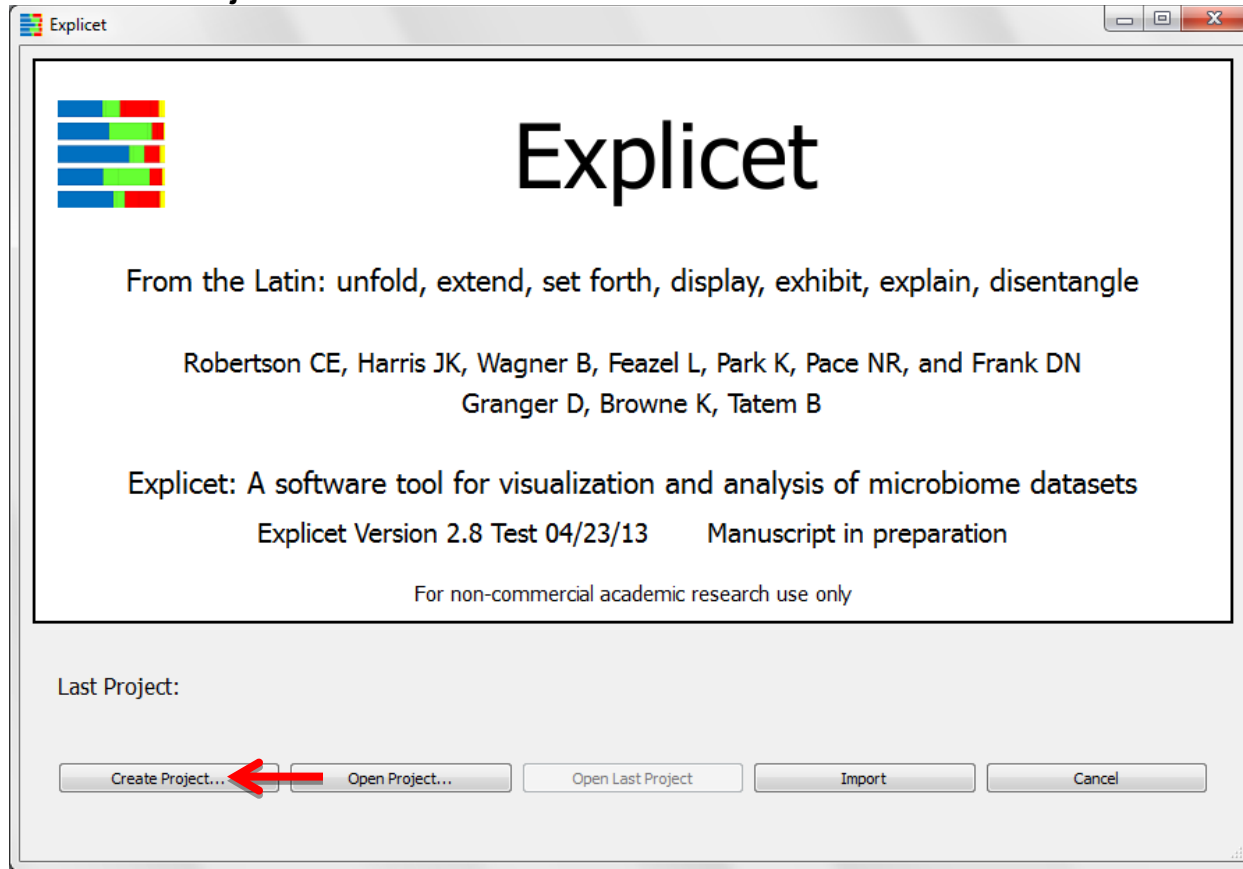 Explicet
Explicet
From the Latin: unfold, extend, set forth, display, exhibit, explain, disentangle
Robertson CE, Harris JK, Wagner B, Feazel L, Park K, Pace NR, and Frank DN
Granger D, Browne K, Tatem B
Explicet: A software tool for visualization and analysis of microbiome datasets
Explicet Version 2.8 Test 04/23/13 Manuscript in preparation
For non-commercial academic research use only
Last Project:
Create Project... Open Project... Open Last Project Import Cancel